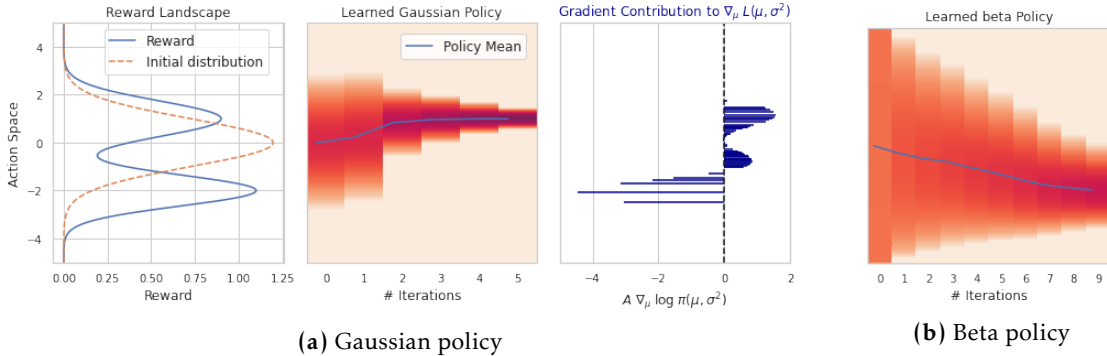 Reward Landscape
Reward
Initial distribution
Action Space
4
2
0
−2
−4
0.00 0.25 0.50 0.75 1.00 1.25
Reward
Learned Gaussian Policy
Policy Mean
0 1 2 3 4 5
# Iterations
Gradient Contribution to ∇μ L(μ, σ²)
−4 −2 0 2
A ∇μ log π(μ, σ²)
(a) Gaussian policy
Learned beta Policy
0 1 2 3 4 5 6 7 8 9
# Iterations
(b) Beta policy